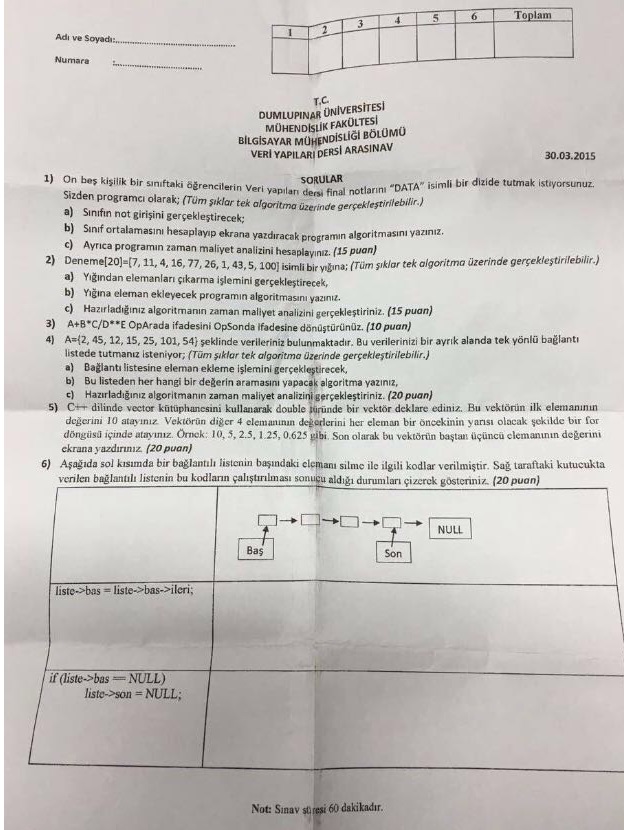 1 2 3 4 5 6 Toplam
Adı ve Soyadı:
Numara :
T.C.
DUMLUPINAR ÜNİVERSİTESİ
MÜHENDİSLİK FAKÜLTESİ
BİLGİSAYAR MÜHENDİSLİĞİ BÖLÜMÜ
VERİ YAPILARI DERSİ ARASINAV
30.03.2015
SORULAR
1) On beş kişilik bir sınıftaki öğrencilerin Veri yapıları dersi final notlarını "DATA" isimli bir dizide tutmak istiyorsunuz.
Sizden programcı olarak; (Tüm şıklar tek algoritma üzerinde gerçekleştirilebilir.)
a) Sınıfın not girişini gerçekleştirecek;
b) Sınıf ortalamasını hesaplayıp ekrana yazdıracak programın algoritmasını yazınız.
c) Ayrıca programın zaman maliyet analizini hesaplayınız. (15 puan)
2) Deneme[20]=[7, 11, 4, 16, 77, 26, 1, 43, 5, 100] isimli bir yığına; (Tüm şıklar tek algoritma üzerinde gerçekleştirilebilir.)
a) Yığından elemanları çıkarma işlemini gerçekleştirecek,
b) Yığına eleman ekleyecek programın algoritmasını yazınız.
c) Hazırladığınız algoritmanın zaman maliyet analizini gerçekleştiriniz. (15 puan)
3) A+B*C/D**E OpArada ifadesini OpSonda ifadesine dönüştürünüz. (10 puan)
4) A={2, 45, 12, 15, 25, 101, 54} şeklinde verileriniz bulunmaktadır. Bu verilerinizi bir ayrık alanda tek yönlü bağlantı
listede tutmanız isteniyor; (Tüm şıklar tek algoritma üzerinde gerçekleştirilebilir.)
a) Bağlantı listesine eleman ekleme işlemini gerçekleştirecek,
b) Bu listeden her hangi bir değerin aramasını yapacak algoritma yazınız,
c) Hazırladığınız algoritmanın zaman maliyet analizini gerçekleştiriniz. (20 puan)
5) C++ dilinde vector kütüphanesini kullanarak double türünde bir vektör deklare ediniz. Bu vektörün ilk elemanının
değerini 10 atayınız. Vektörün diğer 4 elemanının değerlerini her eleman bir öncekinin yarısı olacak şekilde bir for
döngüsü içinde atayınız. Örnek: 10, 5, 2.5, 1.25, 0.625 gibi. Son olarak bu vektörün baştan üçüncü elemanının değerini
ekrana yazdırınız. (20 puan)
6) Aşağıda sol kısımda bir bağlantılı listenin başındaki elemanı silme ile ilgili kodlar verilmiştir. Sağ taraftaki kutucukta
verilen bağlantılı listenin bu kodların çalıştırılması sonucu aldığı durumları çizerek gösteriniz. (20 puan)
NULL
Baş
Son
liste->bas = liste->bas->ileri;
if (liste->bas == NULL)
liste->son = NULL;
Not: Sınav süresi 60 dakikadır.